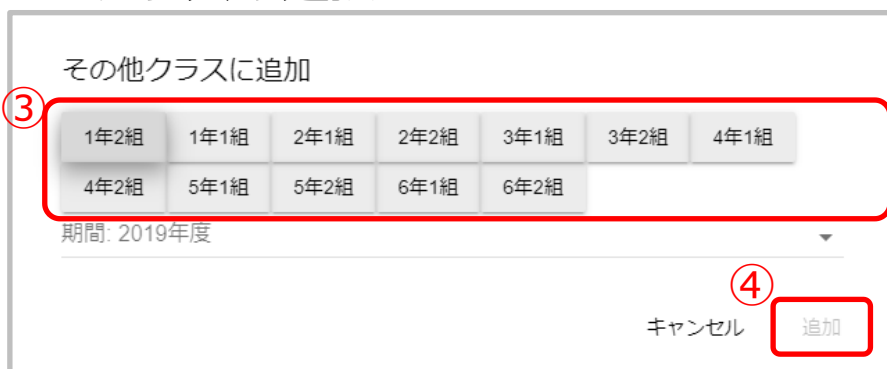 その他クラスに追加
③
1年2組 1年1組 2年1組 2年2組 3年1組 3年2組 4年1組
4年2組 5年1組 5年2組 6年1組 6年2組
期間: 2019年度
④
キャンセル 追加